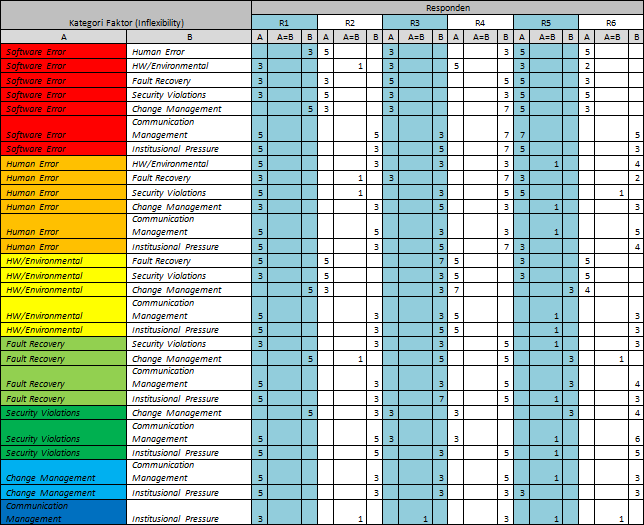 Responden
Kategori Faktor (Inflexibility) R1 R2 R3 R4 R5 R6
A B A A=B B A A=B B A A=B B A A=B B A A=B B A A=B B
Software Error Human Error 3 5 3 3 5 5
Software Error HW/Environmental 3 1 3 5 3 2
Software Error Fault Recovery 3 3 5 5 5 3
Software Error Security Violations 3 5 3 3 5 5
Software Error Change Management 5 3 3 7 5 3
Communication
Software Error Management 5 5 3 7 7 5
Software Error Institutional Pressure 5 3 5 7 5 3
Human Error HW/Environmental 5 3 3 3 1 4
Human Error Fault Recovery 3 1 3 7 3 2
Human Error Security Violations 5 1 3 5 5 1
Human Error Change Management 5 3 3 3 1 3
Communication
Human Error Management 5 5 5 3 1 5
Human Error Institutional Pressure 5 3 5 7 3 4
HW/Environmental Fault Recovery 5 5 7 5 3 5
HW/Environmental Security Violations 3 5 3 5 3 5
HW/Environmental Change Management 5 3 3 7 3 4
Communication
HW/Environmental Management 5 3 3 5 1 3
HW/Environmental Institutional Pressure 5 3 5 5 1 3
Fault Recovery Security Violations 5 3 3 5 1 3
Fault Recovery Change Management 5 1 5 5 3 1
Communication
Fault Recovery Management 5 3 3 5 3 4
Fault Recovery Institutional Pressure 5 3 7 5 1 3
Security Violations Change Management 5 3 3 3 3 4
Communication
Security Violations Management 5 5 3 3 1 6
Security Violations Institutional Pressure 5 5 3 5 1 5
Communication
Change Management Management 5 3 3 5 1 3
Change Management Institutional Pressure 5 3 3 3 3 3
Communication
Management Institutional Pressure 3 1 1 3 1 1